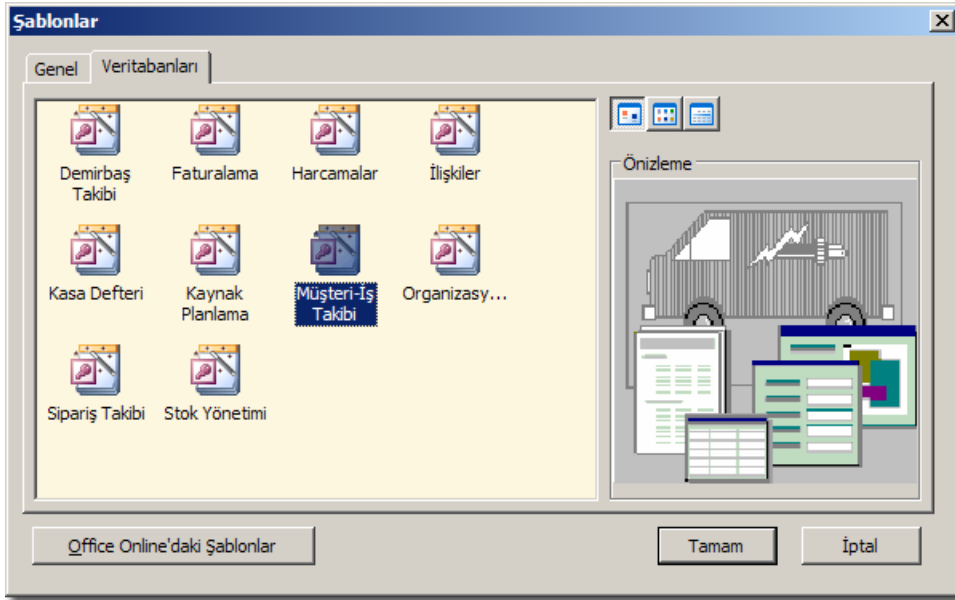 Şablonlar
Genel
Veritabanları
Demirbaş
Takibi
Faturalama
Harcamalar
İlişkiler
Kasa Defteri
Kaynak
Planlama
Müşteri-İş
Takibi
Organizasy...
Sipariş Takibi
Stok Yönetimi
Önizleme
Office Online'daki Şablonlar
Tamam
İptal